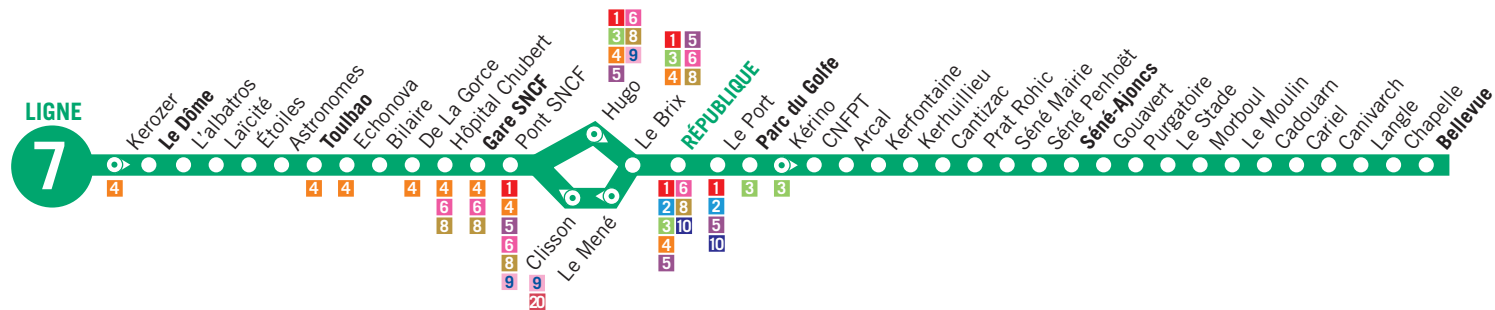 LIGNE
7
Kerozer
4
Le Dôme
L'albatros
Laïcité
Étoiles
Astronomes
Toulbao
4
Echonova
4
Bilaire
De La Gorce
4
Hôpital Chubert
4
6
8
Gare SNCF
4
6
8
Pont SNCF
1
4
5
6
8
9
1 6
3 8
4 9
5
Hugo
Clisson
9
20
Le Mené
Le Brix
1 5
3 6
4 8
RÉPUBLIQUE
1 6
2 8
3 10
4
5
Le Port
1
2
5
10
Parc du Golfe
3
Kérino
3
CNFPT
Arcal
Kerfontaine
Kerhuillieu
Cantizac
Prat Rohic
Séné Mairie
Séné Penhoët
Séné-Ajoncs
Gouavert
Purgatoire
Le Stade
Morboul
Le Moulin
Cadouarn
Cariel
Canivarch
Langle
Chapelle
Bellevue